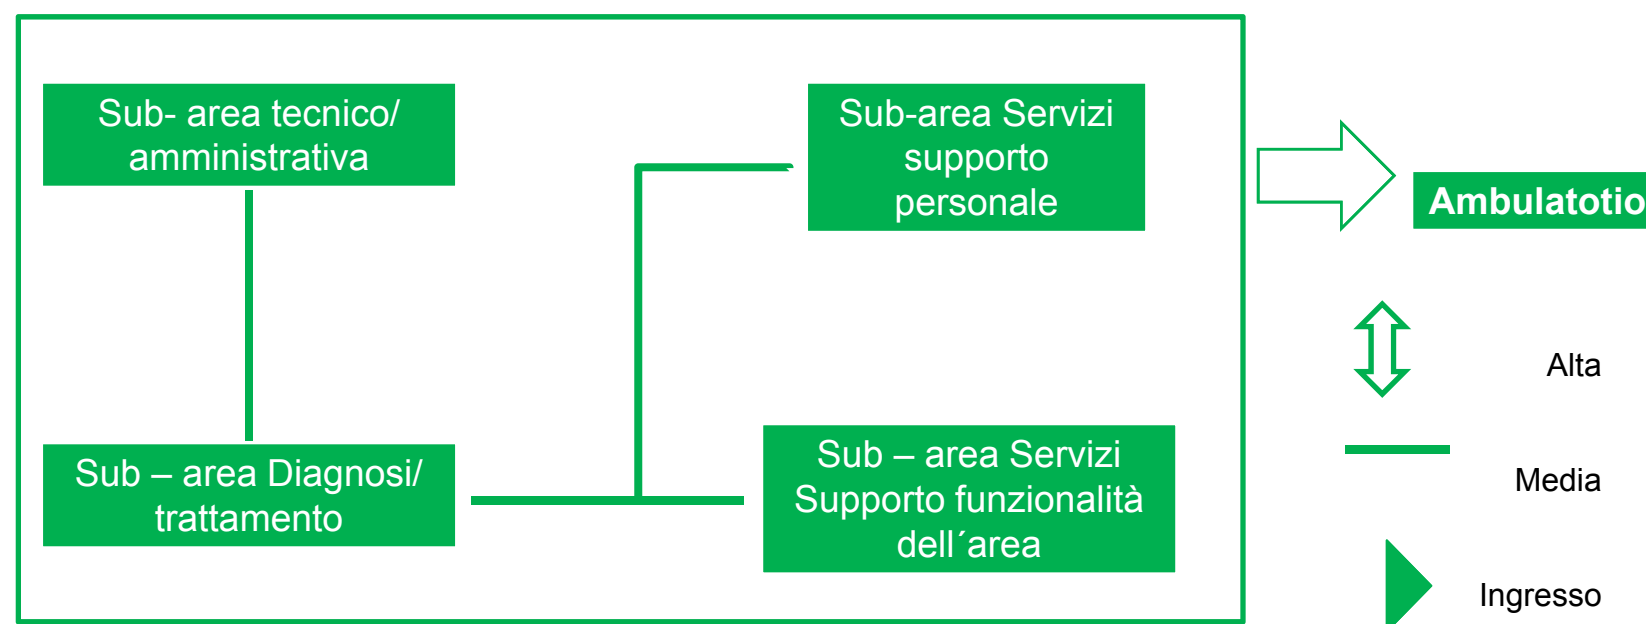 Sub- area tecnico/
amministrativa
Sub-area Servizi
supporto
personale
Ambulatotio
Alta
Sub – area Diagnosi/
trattamento
Sub – area Servizi
Supporto funzionalità
dell´area
Media
Ingresso